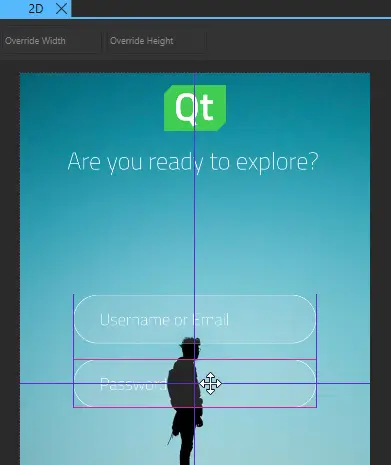 2D
Override Width
Override Height
Qt
Are you ready to explore?
Username or Email
Password